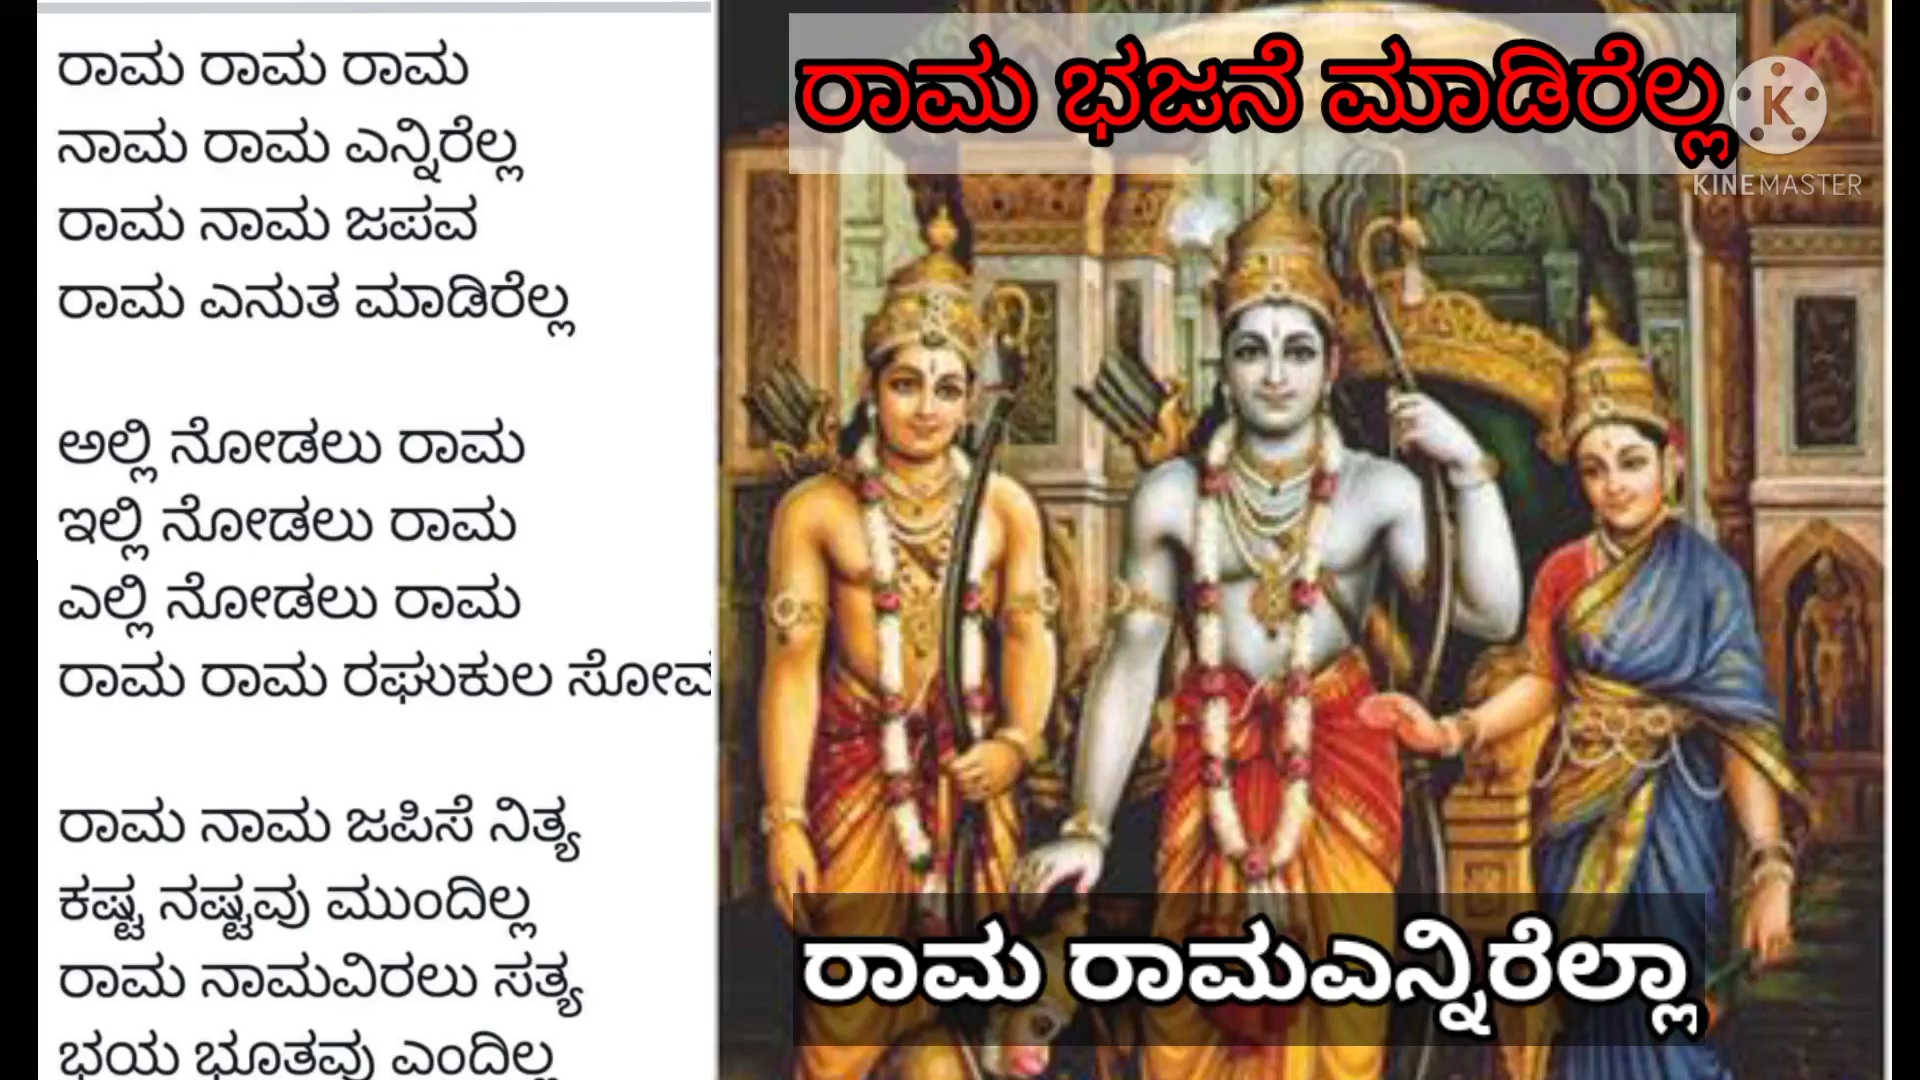 ರಾಮ ರಾಮ ರಾಮ
ನಾಮ ರಾಮ ಎನ್ನಿರೆಲ್ಲ
ರಾಮ ನಾಮ ಜಪವ
ರಾಮ ಎನುತ ಮಾಡಿರೆಲ್ಲ
ಅಲ್ಲಿ ನೋಡಲು ರಾಮ
ಇಲ್ಲಿ ನೋಡಲು ರಾಮ
ಎಲ್ಲಿ ನೋಡಲು ರಾಮ
ರಾಮ ರಾಮ ರಘುಕುಲ
ರಾಮ ನಾಮ ಜಪಿಸೆ ನಿತ್ಯ
ಕಷ್ಟ ನಷ್ಟವು ಮುಂದಿಲ್ಲ
ರಾಮ ನಾಮವಿರಲು ಸತ್ಯ
ಭಯ ಭೂತವು ಎಂದಿಲ್ಲ
ರಾಮ ಭಜನೆ ಮಾಡಿರೆಲ್ಲ
K
KINEMASTER
ರಾಮ ರಾಮಎನ್ನಿರೆಲ್ಲಾ